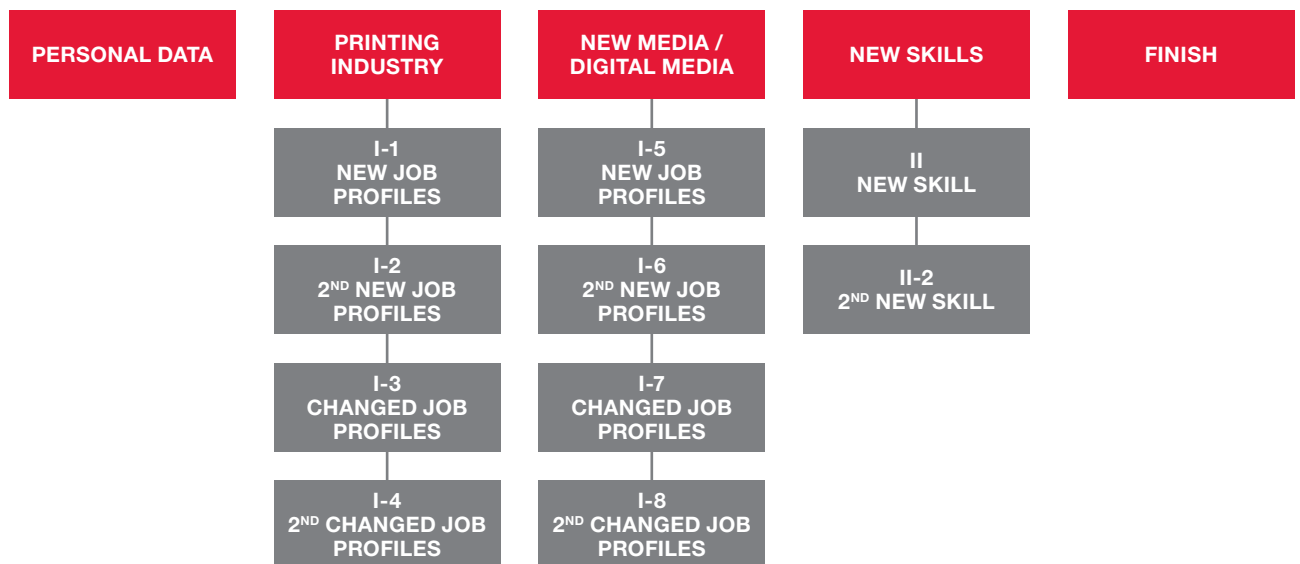 PERSONAL DATA
PRINTING
INDUSTRY
NEW MEDIA /
DIGITAL MEDIA
NEW SKILLS
FINISH
I-1
NEW JOB
PROFILES
I-5
NEW JOB
PROFILES
II
NEW SKILL
I-2
2ND NEW JOB
PROFILES
I-6
2ND NEW JOB
PROFILES
II-2
2ND NEW SKILL
I-3
CHANGED JOB
PROFILES
I-7
CHANGED JOB
PROFILES
I-4
2ND CHANGED JOB
PROFILES
I-8
2ND CHANGED JOB
PROFILES